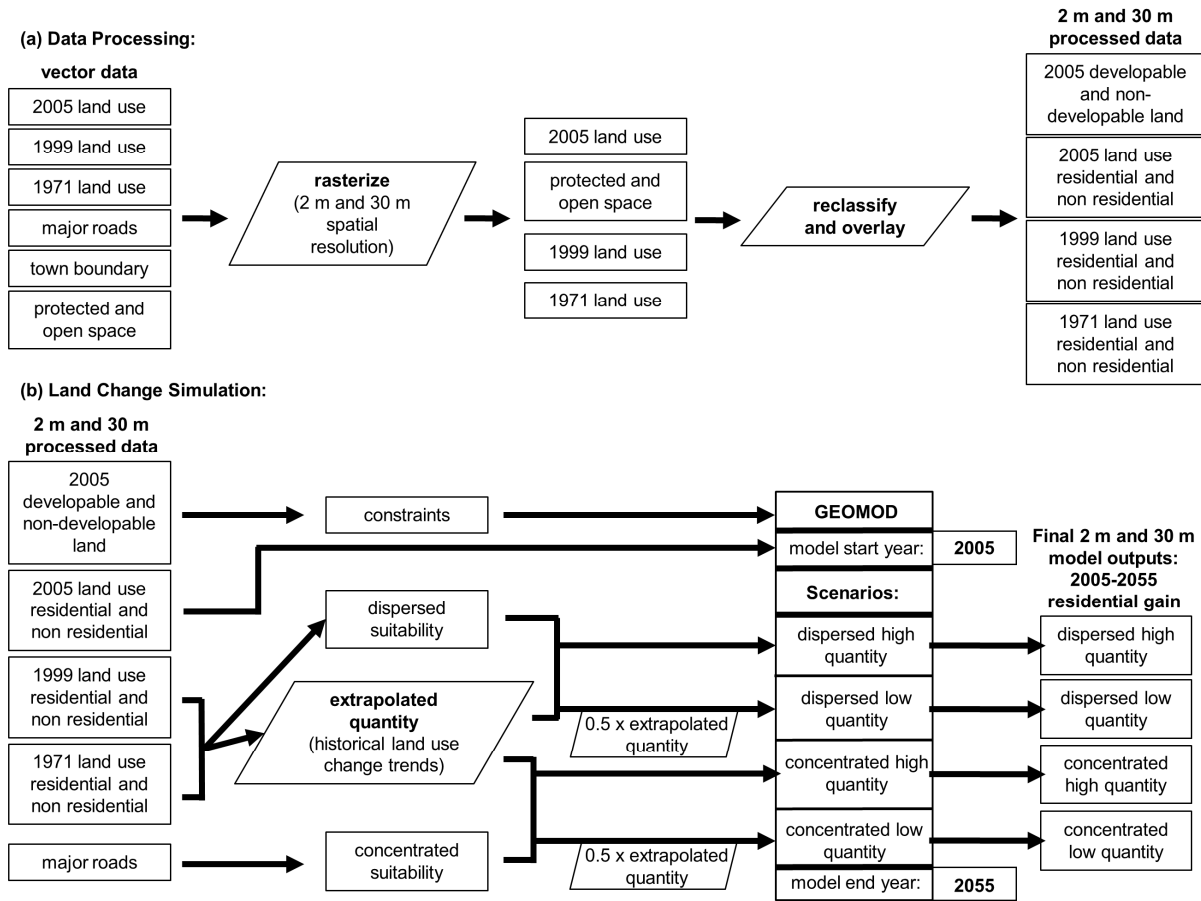 (a) Data Processing:
vector data
2005 land use
1999 land use
1971 land use
major roads
town boundary
protected and
open space
rasterize
(2 m and 30 m
spatial
resolution)
2005 land use
protected and
open space
1999 land use
1971 land use
reclassify
and overlay
2 m and 30 m
processed data
2005 developable
and non-
developable land
2005 land use
residential and
non residential
1999 land use
residential and
non residential
1971 land use
residential and
non residential
(b) Land Change Simulation:
2 m and 30 m
processed data
2005
developable and
non-developable
land
2005 land use
residential and
non residential
1999 land use
residential and
non residential
1971 land use
residential and
non residential
major roads
constraints
dispersed
suitability
extrapolated
quantity
(historical land use
change trends)
concentrated
suitability
0.5 x extrapolated
quantity
0.5 x extrapolated
quantity
GEOMOD
model start year:
2005
Scenarios:
dispersed high
quantity
dispersed low
quantity
concentrated high
quantity
concentrated low
quantity
model end year:
2055
Final 2 m and 30 m
model outputs:
2005-2055
residential gain
dispersed high
quantity
dispersed low
quantity
concentrated
high quantity
concentrated
low quantity